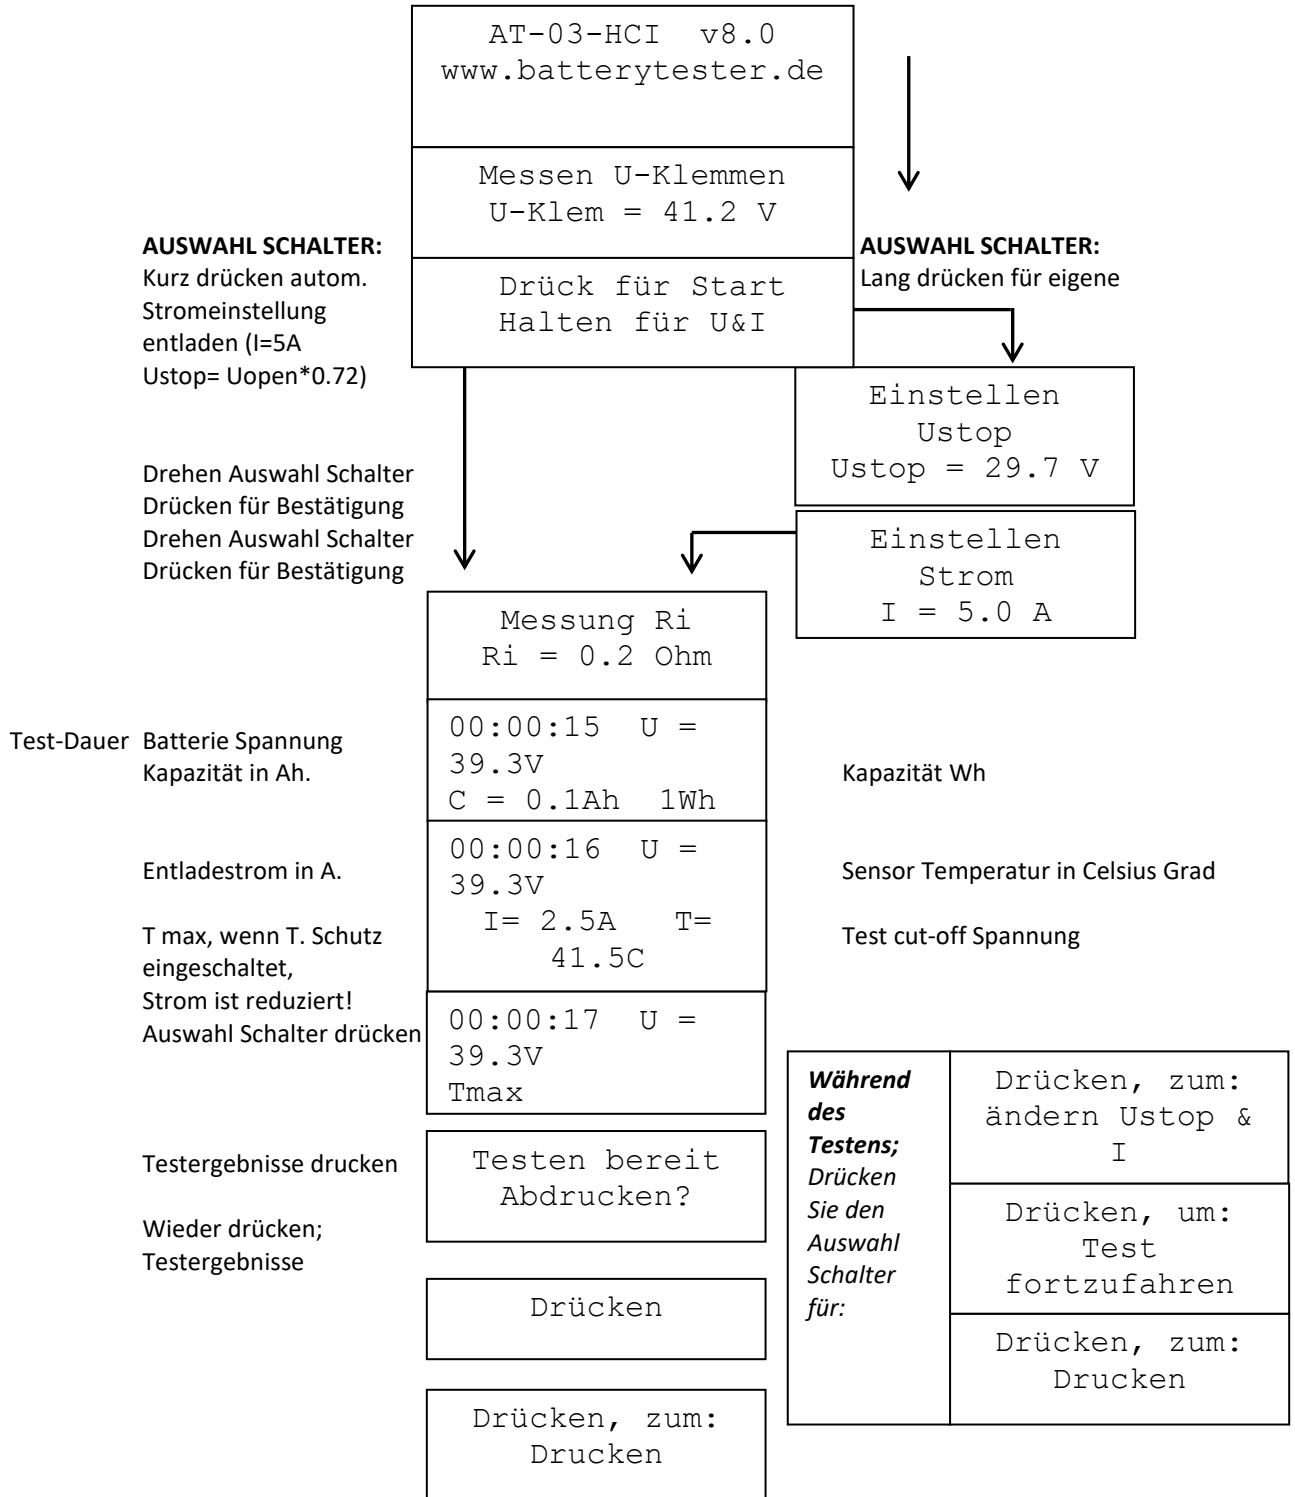 AT-03-HCI v8.0
www.batterytester.de
Messen U-Klemmen
U-Klem = 41.2 V
AUSWAHL SCHALTER:
Kurz drücken autom.
Stromeinstellung
entladen (I=5A
Ustop= Uopen*0.72)
Drück für Start
Halten für U&I
AUSWAHL SCHALTER:
Lang drücken für eigene
Einstellen
Ustop
Ustop = 29.7 V
Drehen Auswahl Schalter
Drücken für Bestätigung
Drehen Auswahl Schalter
Drücken für Bestätigung
Einstellen
Strom
I = 5.0 A
Messung Ri
Ri = 0.2 Ohm
Test-Dauer Batterie Spannung
Kapazität in Ah.
00:00:15 U =
39.3V
C = 0.1Ah 1Wh
Kapazität Wh
Entladestrom in A.
00:00:16 U =
39.3V
I= 2.5A T=
41.5C
Sensor Temperatur in Celsius Grad
T max, wenn T. Schutz
eingeschaltet,
Strom ist reduziert!
Auswahl Schalter drücken
Test cut-off Spannung
00:00:17 U =
39.3V
Tmax
Testergebnisse drucken
Wieder drücken;
Testergebnisse
Testen bereit
Abdrucken?
Drücken
Drücken, zum:
Drucken
Während
des
Testens;
Drücken
Sie den
Auswahl
Schalter
für:
Drücken, zum:
ändern Ustop &
I
Drücken, um:
Test
fortzufahren
Drücken, zum:
Drucken